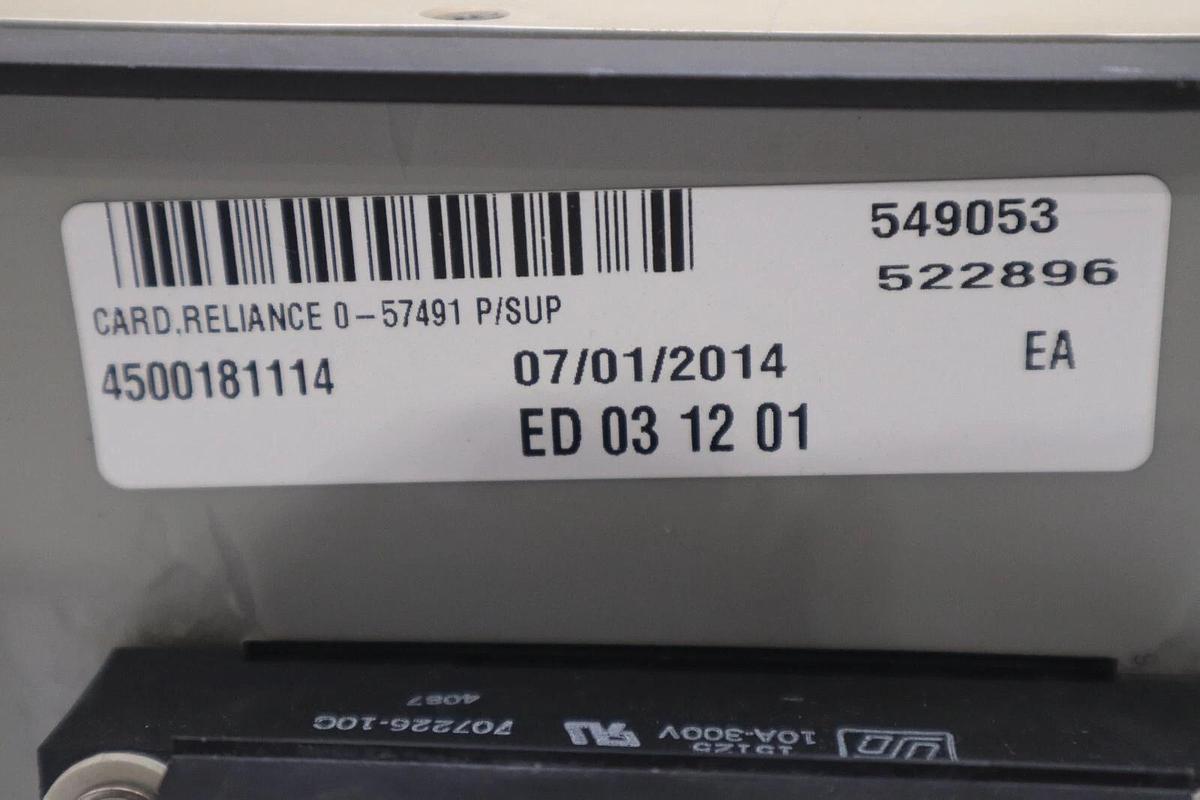 549053
522896
CARD,RELIANCE 0-57491 P/SUP
4500181114 07/01/2014 EA
ED 03 12 01
10A-300V
15125
707226-10C
4087